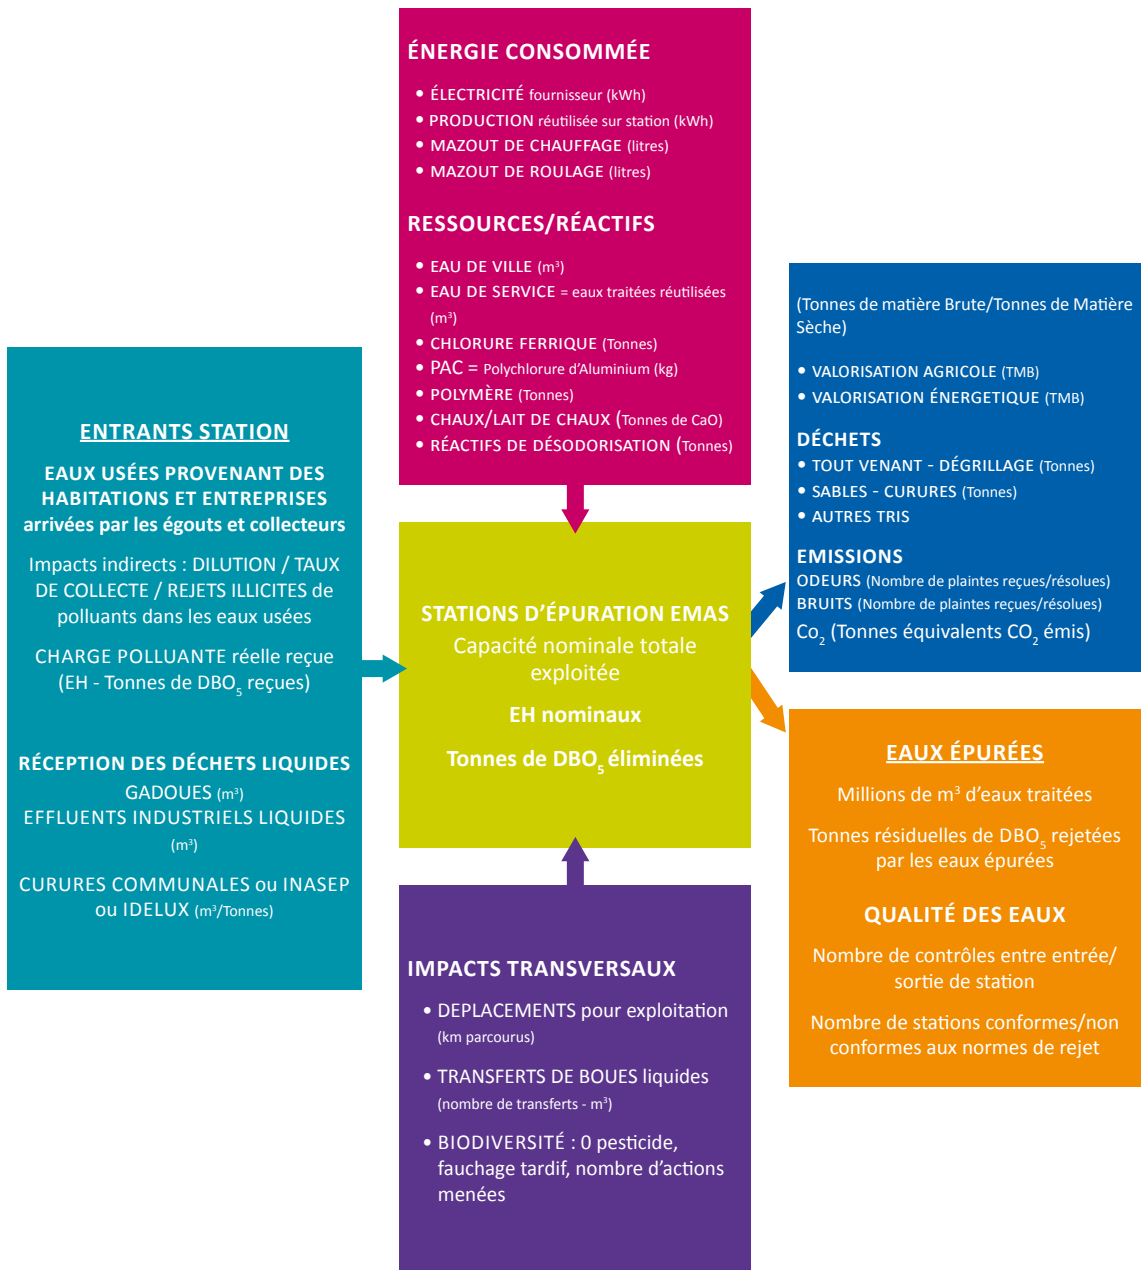 ÉNERGIE CONSOMMÉE
• ÉLECTRICITÉ fournisseur (kWh)
• PRODUCTION réutilisée sur station (kWh)
• MAZOUT DE CHAUFFAGE (litres)
• MAZOUT DE ROULAGE (litres)
RESSOURCES/RÉACTIFS
• EAU DE VILLE (m³)
• EAU DE SERVICE = eaux traitées réutilisées
(m³)
• CHLORURE FERRIQUE (Tonnes)
• PAC = Polychlorure d’Aluminium (kg)
• POLYMÈRE (Tonnes)
• CHAUX/LAIT DE CHAUX (Tonnes de CaO)
• RÉACTIFS DE DÉSODORISATION (Tonnes)
ENTRANTS STATION
EAUX USÉES PROVENANT DES
HABITATIONS ET ENTREPRISES
arrivées par les égouts et collecteurs
Impacts indirects : DILUTION / TAUX
DE COLLECTE / REJETS ILLICITES de
polluants dans les eaux usées
CHARGE POLLUANTE réelle reçue
(EH - Tonnes de DBO₅ reçues)
RÉCEPTION DES DÉCHETS LIQUIDES
GADOUES (m³)
EFFLUENTS INDUSTRIELS LIQUIDES
(m³)
CURURES COMMUNALES ou INASEP
ou IDELUX (m³/Tonnes)
STATIONS D’ÉPURATION EMAS
Capacité nominale totale
exploitée
EH nominaux
Tonnes de DBO₅ éliminées
IMPACTS TRANSVERSAUX
• DEPLACEMENTS pour exploitation
(km parcourus)
• TRANSFERTS DE BOUES liquides
(nombre de transferts - m³)
• BIODIVERSITÉ : 0 pesticide,
fauchage tardif, nombre d’actions
menées
(Tonnes de matière Brute/Tonnes de Matière
Sèche)
• VALORISATION AGRICOLE (TMB)
• VALORISATION ÉNERGETIQUE (TMB)
DÉCHETS
• TOUT VENANT - DÉGRILLAGE (Tonnes)
• SABLES - CURURES (Tonnes)
• AUTRES TRIS
EMISSIONS
ODEURS (Nombre de plaintes reçues/résolues)
BRUITS (Nombre de plaintes reçues/résolues)
Co₂ (Tonnes équivalents CO₂ émis)
EAUX ÉPURÉES
Millions de m³ d’eaux traitées
Tonnes résiduelles de DBO₅ rejetées
par les eaux épurées
QUALITÉ DES EAUX
Nombre de contrôles entre entrée/
sortie de station
Nombre de stations conformes/non
conformes aux normes de rejet